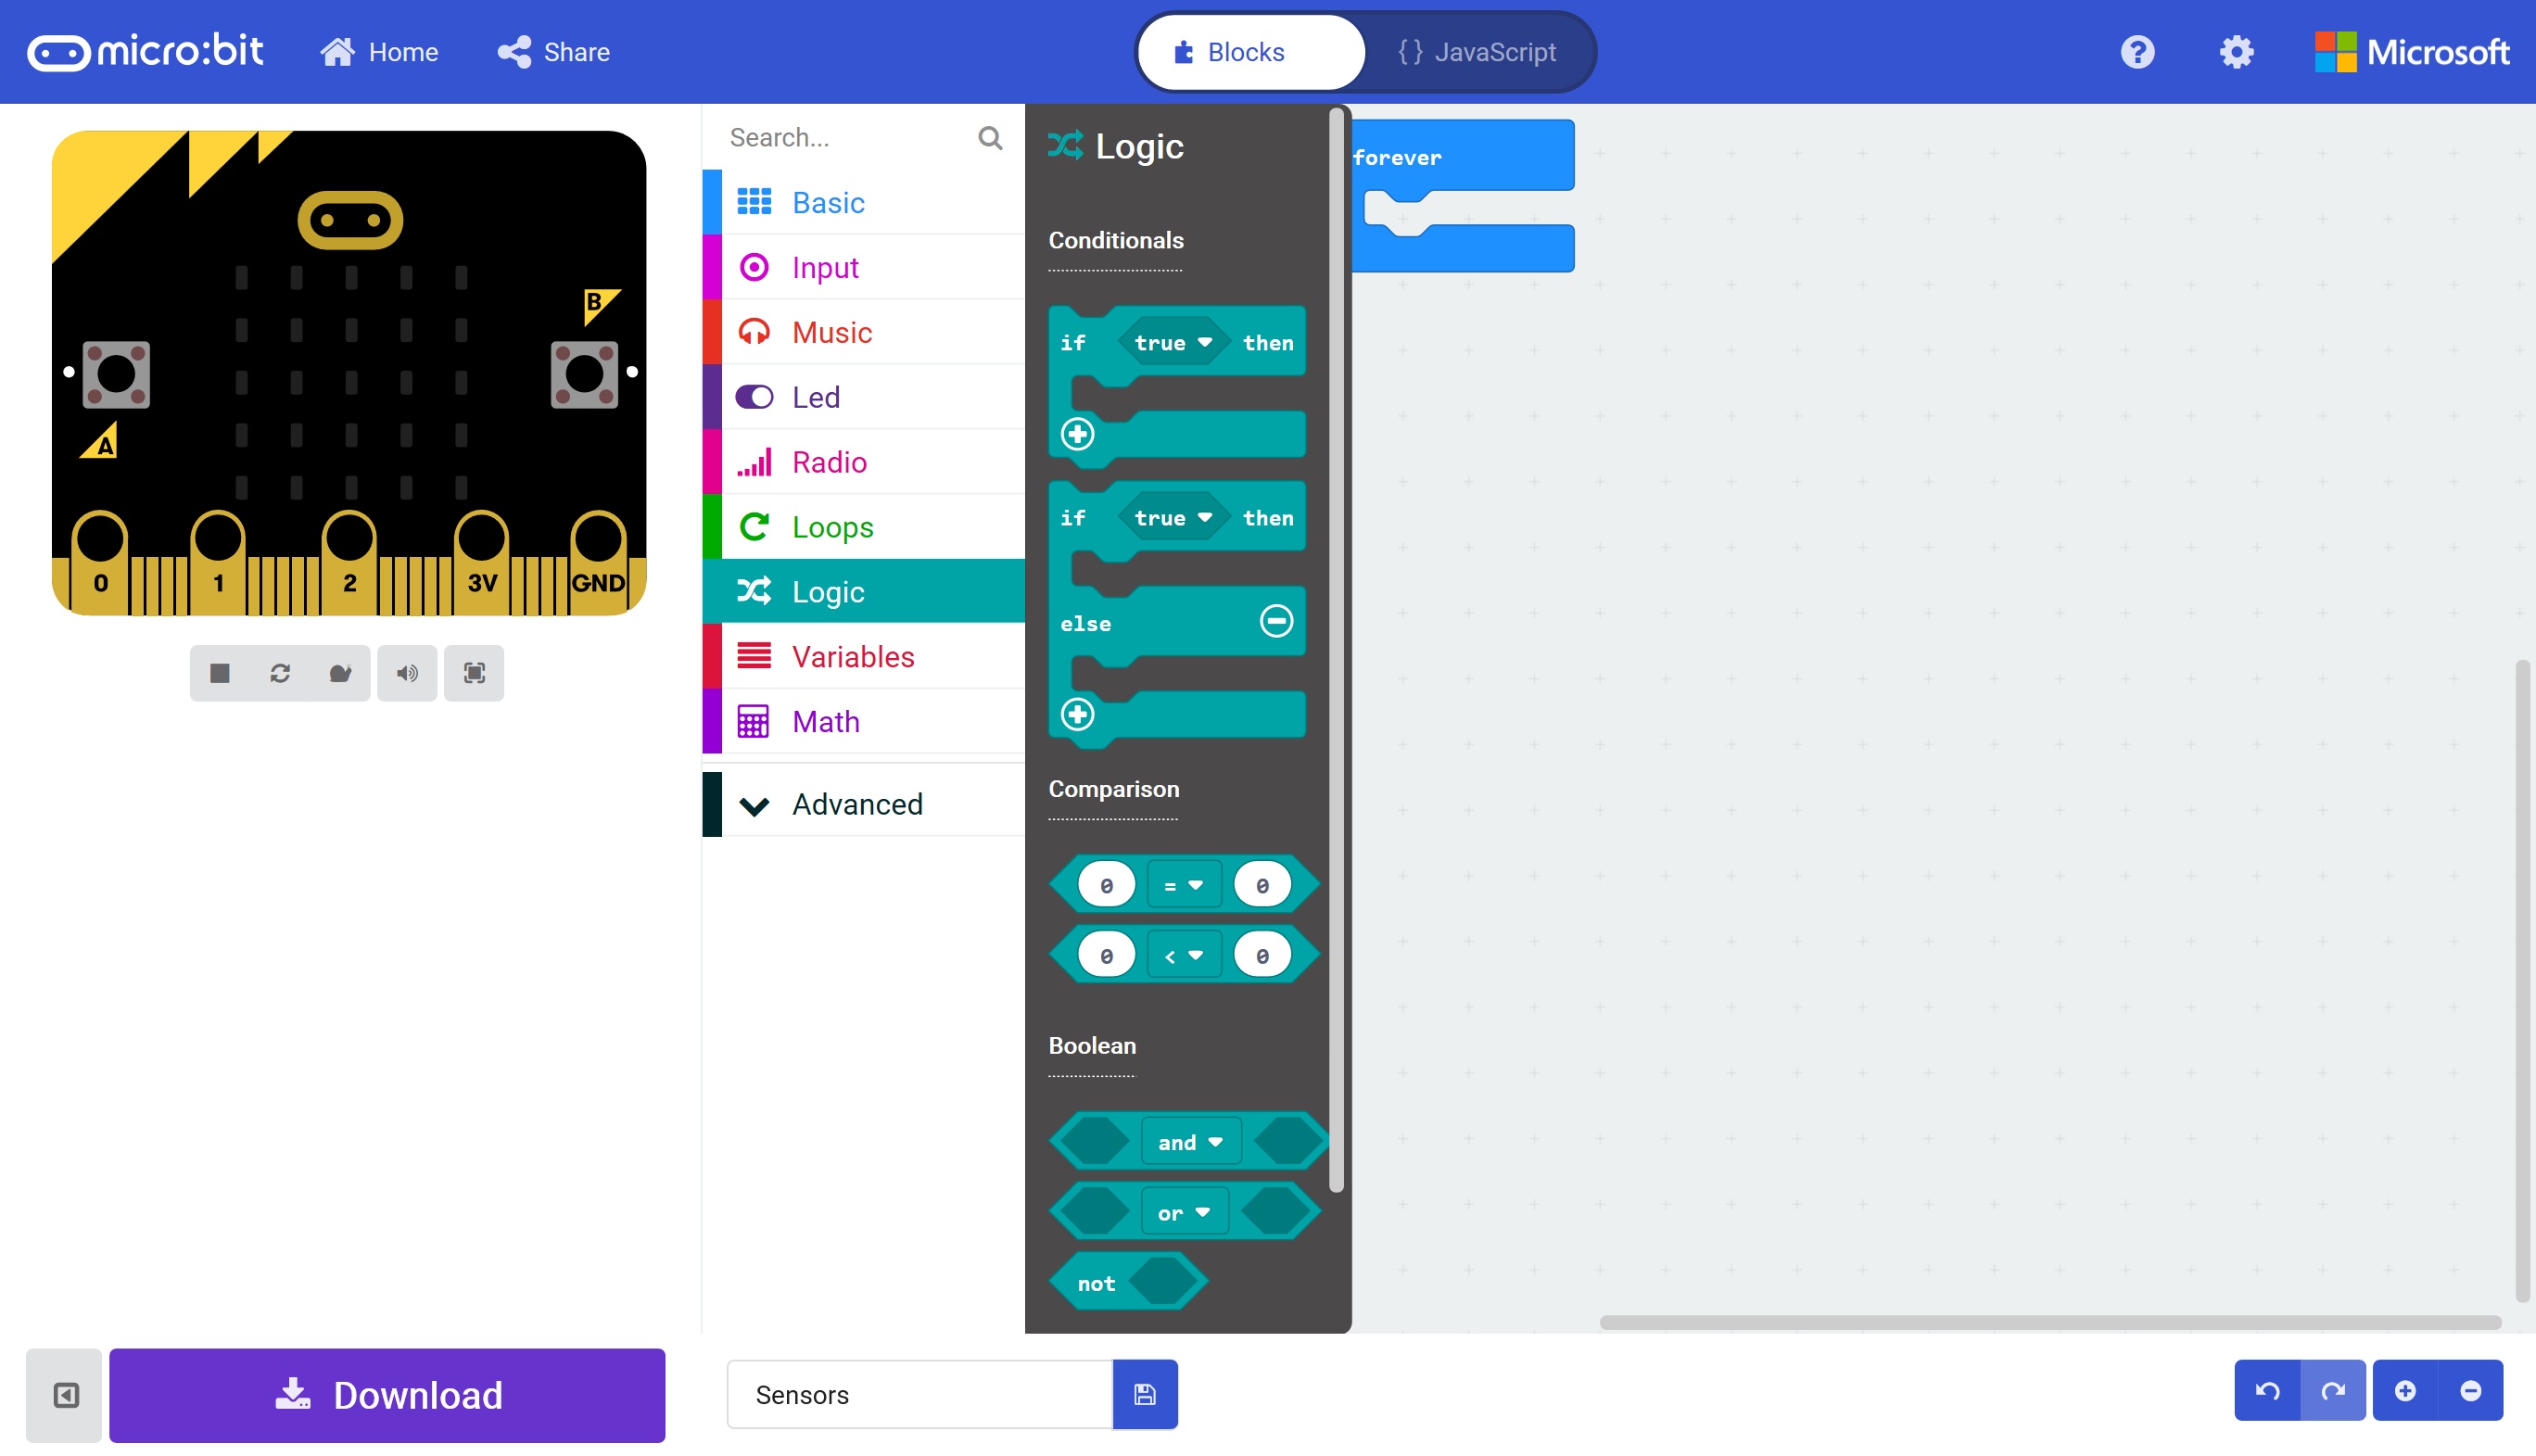 micro:bit
Home
Share
Blocks
{ } JavaScript
?
Microsoft
B
A
0 1 2 3V GND
Search...
Basic
Input
Music
Led
Radio
Loops
Logic
Variables
Math
Advanced
Logic
Conditionals
if true then
if true then
else
Comparison
0 = 0
0 < 0
Boolean
and
or
not
forever
Download
Sensors